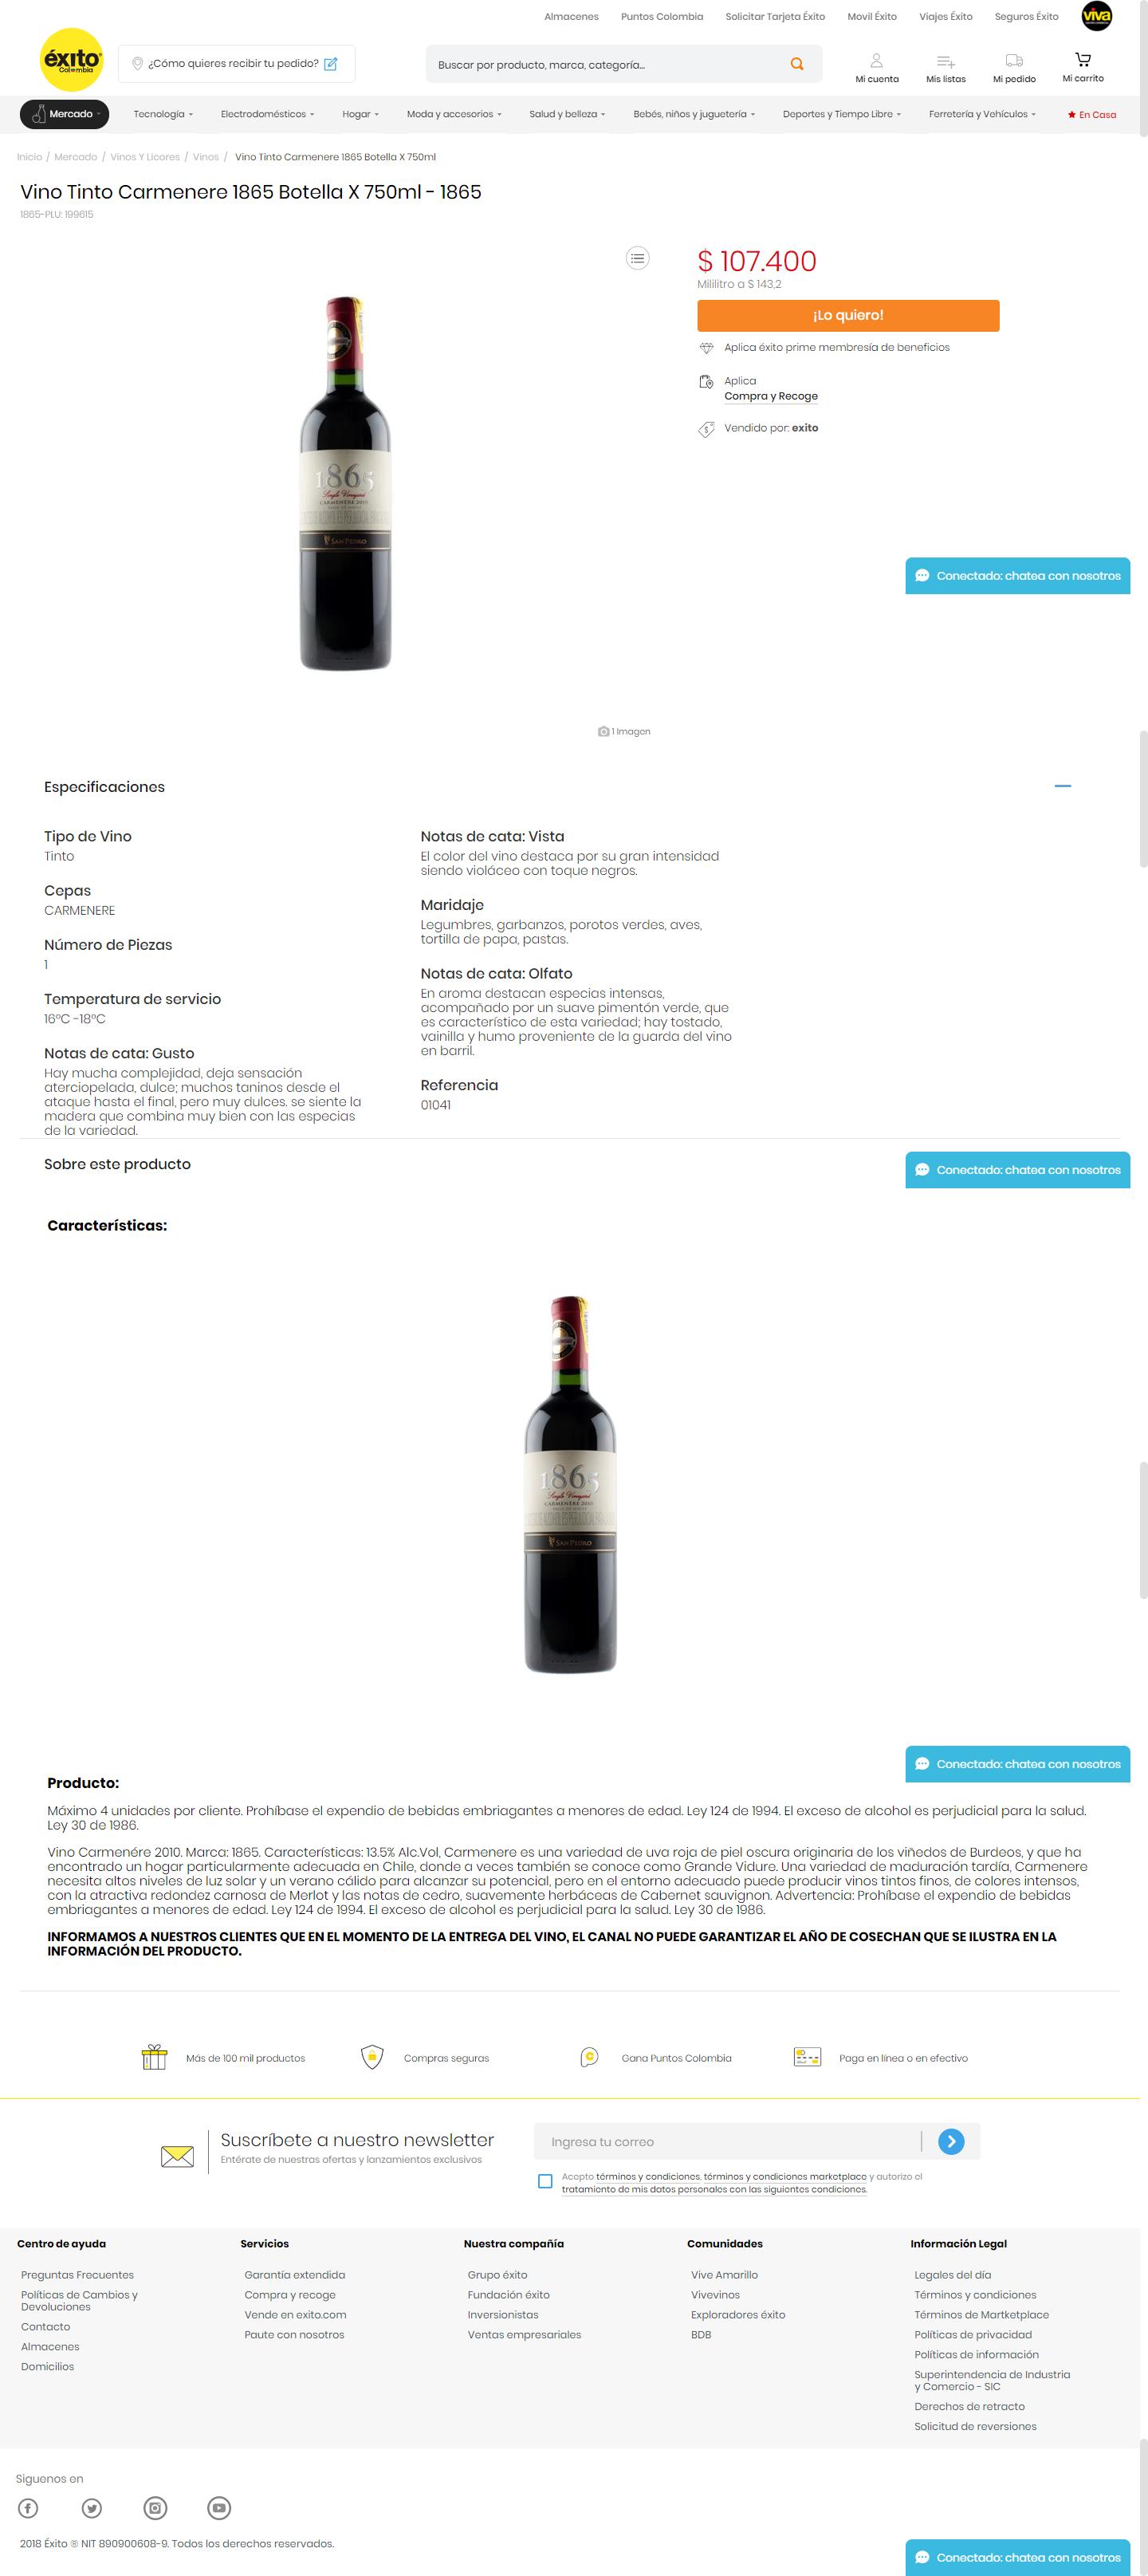 Almacenes
Puntos Colombia
Solicitar Tarjeta Éxito
Movil Éxito
Viajes Éxito
Seguros Éxito
viva
éxito
Colombia
¿Cómo quieres recibir tu pedido?
Buscar por producto, marca, categoría...
Mi cuenta
Mis listas
Mi pedido
Mi carrito
Mercado
Tecnología
Electrodomésticos
Hogar
Moda y accesorios
Salud y belleza
Bebés, niños y juguetería
Deportes y Tiempo Libre
Ferretería y Vehículos
En Casa
Inicio / Mercado / Vinos Y Licores / Vinos / Vino Tinto Carmenere 1865 Botella X 750ml
Vino Tinto Carmenere 1865 Botella X 750ml - 1865
1865-PLU: 199615
$ 107.400
Mililitro a $ 143,2
¡Lo quiero!
Aplica éxito prime membresía de beneficios
Aplica
Compra y Recoge
Vendido por: exito
1865
Single Vineyard
CARMENERE 2010
SAN PEDRO
Conectado: chatea con nosotros
1 Imagen
Especificaciones
Tipo de Vino
Tinto
Cepas
CARMENERE
Número de Piezas
1
Temperatura de servicio
16°C -18°C
Notas de cata: Gusto
Hay mucha complejidad, deja sensación
aterciopelada, dulce; muchos taninos desde el
ataque hasta el final, pero muy dulces. se siente la
madera que combina muy bien con las especias
de la variedad.
Notas de cata: Vista
El color del vino destaca por su gran intensidad
siendo violáceo con toque negros.
Maridaje
Legumbres, garbanzos, porotos verdes, aves,
tortilla de papa, pastas.
Notas de cata: Olfato
En aroma destacan especias intensas,
acompañado por un suave pimentón verde, que
es característico de esta variedad; hay tostado,
vainilla y humo proveniente de la guarda del vino
en barril.
Referencia
01041
Sobre este producto
Conectado: chatea con nosotros
Características:
1865
Single Vineyard
CARMENERE 2010
SAN PEDRO
Conectado: chatea con nosotros
Producto:
Máximo 4 unidades por cliente. Prohíbase el expendio de bebidas embriagantes a menores de edad. Ley 124 de 1994. El exceso de alcohol es perjudicial para la salud.
Ley 30 de 1986.
Vino Carmenére 2010. Marca: 1865. Características: 13.5% Alc.Vol, Carmenere es una variedad de uva roja de piel oscura originaria de los viñedos de Burdeos, y que ha
encontrado un hogar particularmente adecuada en Chile, donde a veces también se conoce como Grande Vidure. Una variedad de maduración tardía, Carmenere
necesita altos niveles de luz solar y un verano cálido para alcanzar su potencial, pero en el entorno adecuado puede producir vinos tintos finos, de colores intensos,
con la atractiva redondez carnosa de Merlot y las notas de cedro, suavemente herbáceas de Cabernet sauvignon. Advertencia: Prohíbase el expendio de bebidas
embriagantes a menores de edad. Ley 124 de 1994. El exceso de alcohol es perjudicial para la salud. Ley 30 de 1986.
INFORMAMOS A NUESTROS CLIENTES QUE EN EL MOMENTO DE LA ENTREGA DEL VINO, EL CANAL NO PUEDE GARANTIZAR EL AÑO DE COSECHAN QUE SE ILUSTRA EN LA
INFORMACIÓN DEL PRODUCTO.
Más de 100 mil productos
Compras seguras
Gana Puntos Colombia
Paga en línea o en efectivo
Suscríbete a nuestro newsletter
Entérate de nuestras ofertas y lanzamientos exclusivos
Ingresa tu correo
Acepto términos y condiciones, términos y condiciones marketplace y autorizo el
tratamiento de mis datos personales con las siguientes condiciones.
Centro de ayuda
Preguntas Frecuentes
Políticas de Cambios y
Devoluciones
Contacto
Almacenes
Domicilios
Servicios
Garantía extendida
Compra y recoge
Vende en exito.com
Paute con nosotros
Nuestra compañía
Grupo éxito
Fundación éxito
Inversionistas
Ventas empresariales
Comunidades
Vive Amarillo
Vivevinos
Exploradores éxito
BDB
Información Legal
Legales del día
Términos y condiciones
Términos de Martketplace
Políticas de privacidad
Políticas de información
Superintendencia de Industria
y Comercio - SIC
Derechos de retracto
Solicitud de reversiones
Siguenos en
2018 Éxito ® NIT 890900608-9. Todos los derechos reservados.
Conectado: chatea con nosotros